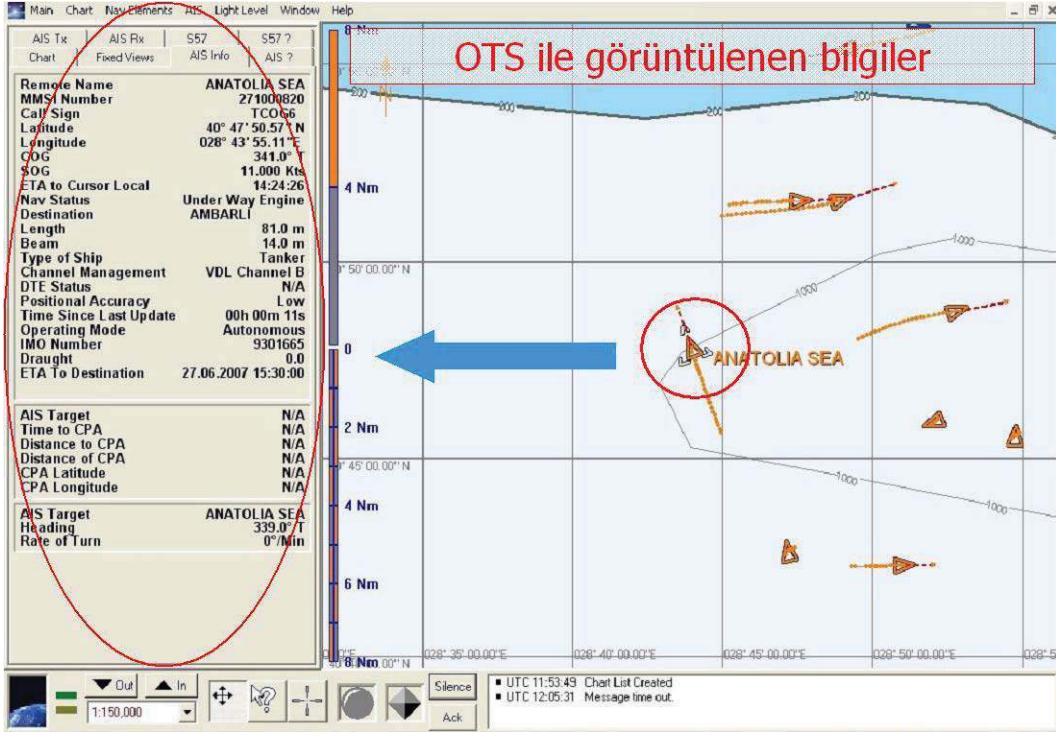 Main Chart Nav Elements AIS Light Level Window Help
AIS Tx AIS Rx S57 S57 ?
Chart Fixed Views AIS Info AIS ?
OTS ile görüntülenen bilgiler
Remote Name ANATOLIA SEA
MMSI Number 271000820
Call Sign TCOG6
Latitude 40° 47' 50.57" N
Longitude 028° 43' 55.11" E
COG 341.0° T
SOG 11.000 Kts
ETA to Cursor Local 14:24:26
Nav Status Under Way Engine
Destination AMBARLI
Length 81.0 m
Beam 14.0 m
Type of Ship Tanker
Channel Management VDL Channel B
DTE Status N/A
Positional Accuracy Low
Time Since Last Update 00h 00m 11s
Operating Mode Autonomous
IMO Number 9301665
Draught 0.0
ETA To Destination 27.06.2007 15:30:00
AIS Target N/A
Time to CPA N/A
Distance to CPA N/A
Distance of CPA N/A
CPA Latitude N/A
CPA Longitude N/A
AIS Target ANATOLIA SEA
Heading 339.0° T
Rate of Turn 0°/Min
8 Nm
4 Nm
0
2 Nm
4 Nm
6 Nm
8 Nm
200 200 200 200
1000
1000
ANATOLIA SEA
1000
1000
50' 00.00" N
45' 00.00" N
028° 35' 00.00"E 028° 40' 00.00"E 028° 45' 00.00"E 028° 50' 00.00"E
Out In
1:150,000
Silence
Ack
UTC 11:53:49 Chart List Created
UTC 12:05:31 Message time out.